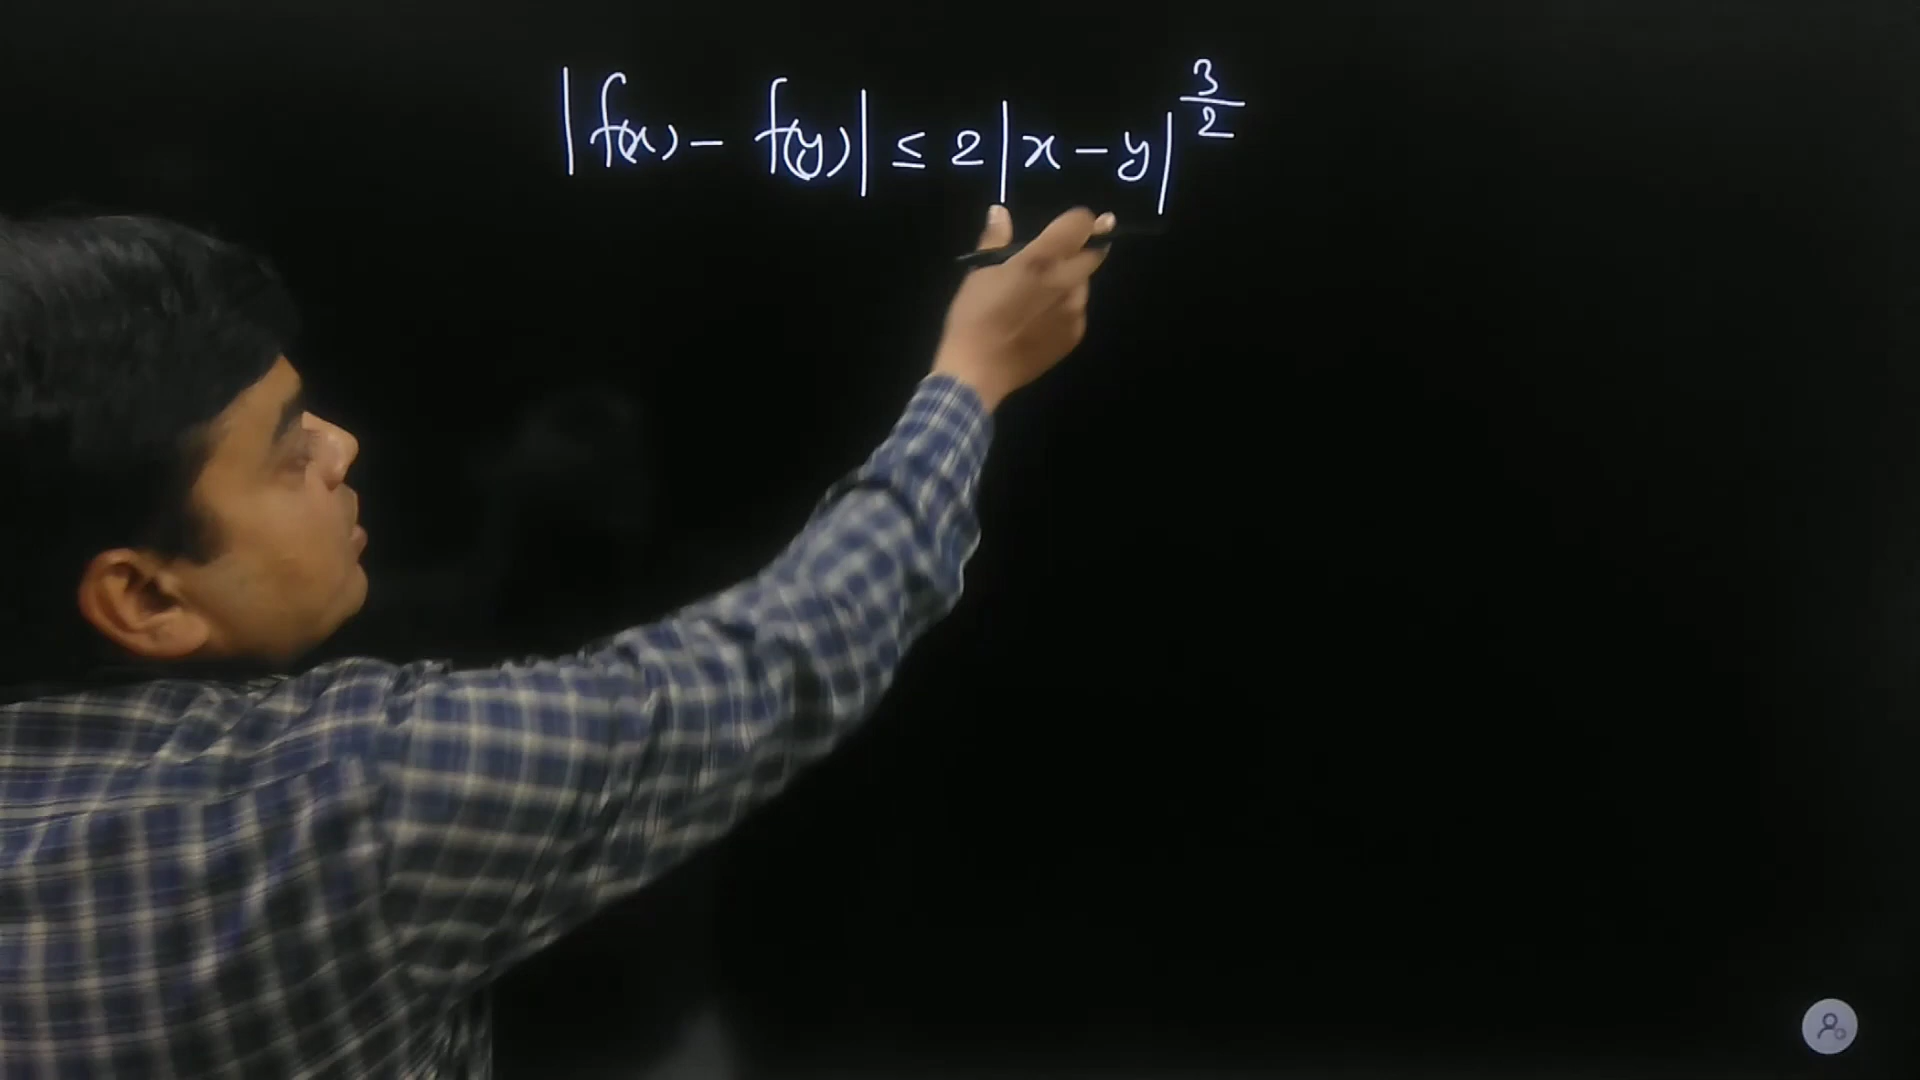 |f(x) - f(y)| ≤ 2|x - y|^{3/2}